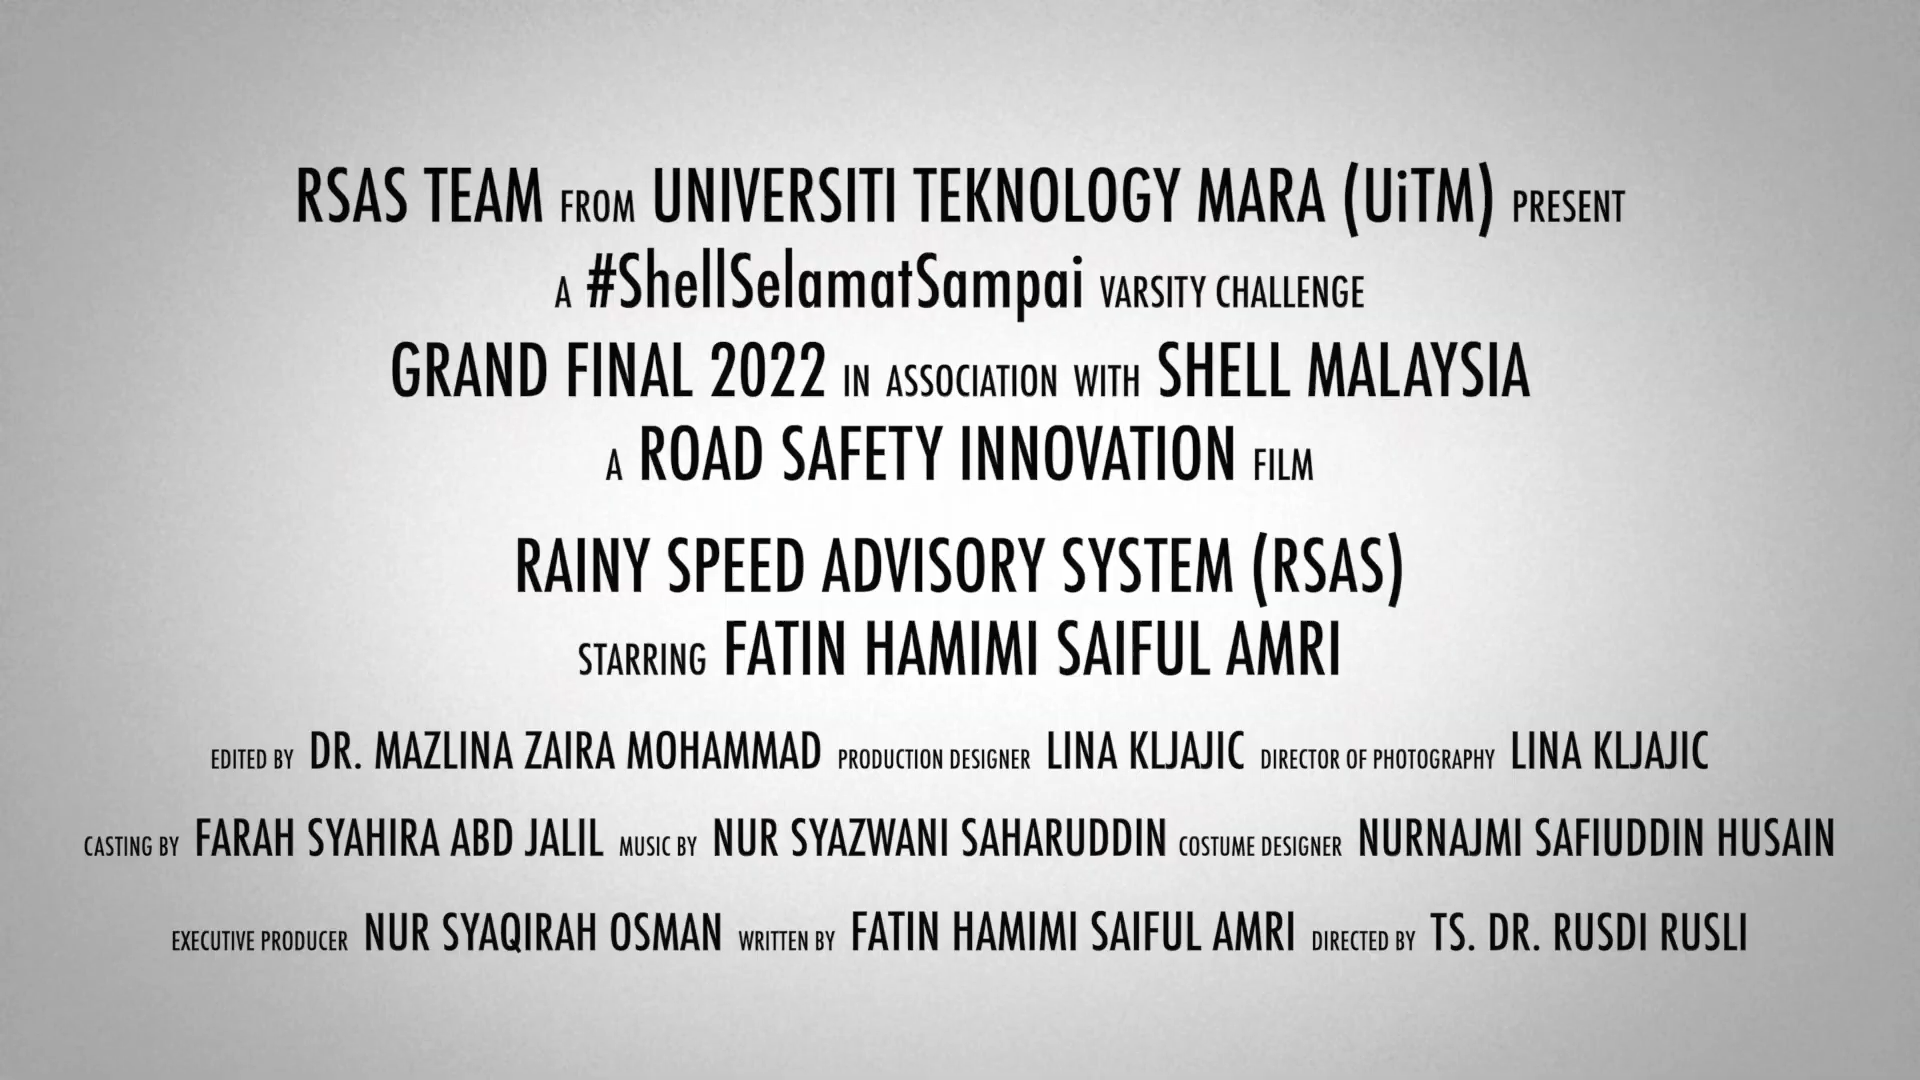 RSAS TEAM FROM UNIVERSITI TEKNOLOGY MARA (UiTM) PRESENT
A #ShellSelamatSampai VARSITY CHALLENGE
GRAND FINAL 2022 IN ASSOCIATION WITH SHELL MALAYSIA
A ROAD SAFETY INNOVATION FILM
RAINY SPEED ADVISORY SYSTEM (RSAS)
STARRING FATIN HAMIMI SAIFUL AMRI
EDITED BY DR. MAZLINA ZAIRA MOHAMMAD PRODUCTION DESIGNER LINA KLJAJIC DIRECTOR OF PHOTOGRAPHY LINA KLJAJIC
CASTING BY FARAH SYAHIRA ABD JALIL MUSIC BY NUR SYAZWANI SAHARUDDIN COSTUME DESIGNER NURNAJMI SAFIUDDIN HUSAIN
EXECUTIVE PRODUCER NUR SYAQIRAH OSMAN WRITTEN BY FATIN HAMIMI SAIFUL AMRI DIRECTED BY TS. DR. RUSDI RUSLI